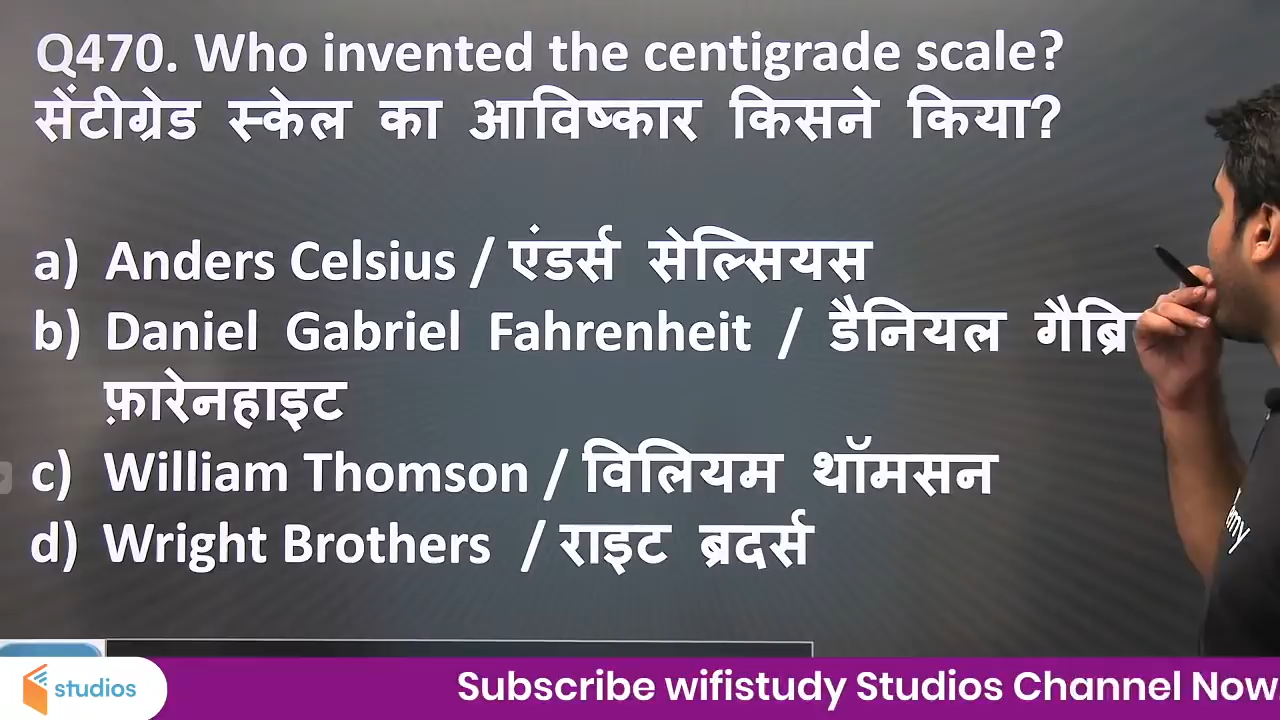 Q470. Who invented the centigrade scale?
सेंटीग्रेड स्केल का आविष्कार किसने किया?
a) Anders Celsius / एंडर्स सेल्सियस
b) Daniel Gabriel Fahrenheit / डैनियल
फ़ारेनहाइट
c) William Thomson / विलियम थॉमसन
d) Wright Brothers / राइट ब्रदर्स
studios
Subscribe wifistudy Studios Channel Now